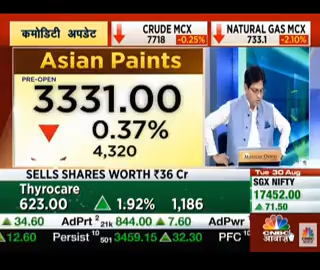 कमोडिटी अपडेट
CRUDE MCX
7718 -0.25%
NATURAL GAS MCX
733.1 -2.10%
Asian Paints
PRE-OPEN
3331.00
0.37%
4,320
SELLS SHARES WORTH ₹36 Cr
Thyrocare
623.00 1.92% 1,186
Tue 30 Aug
SGX NIFTY
17452.00
71.50
34.60 AdPrt 21k 844.00 7.60 AdPwr
12.60 Persist 501 3459.15 32.30 PFC
CNBC
आवाज़